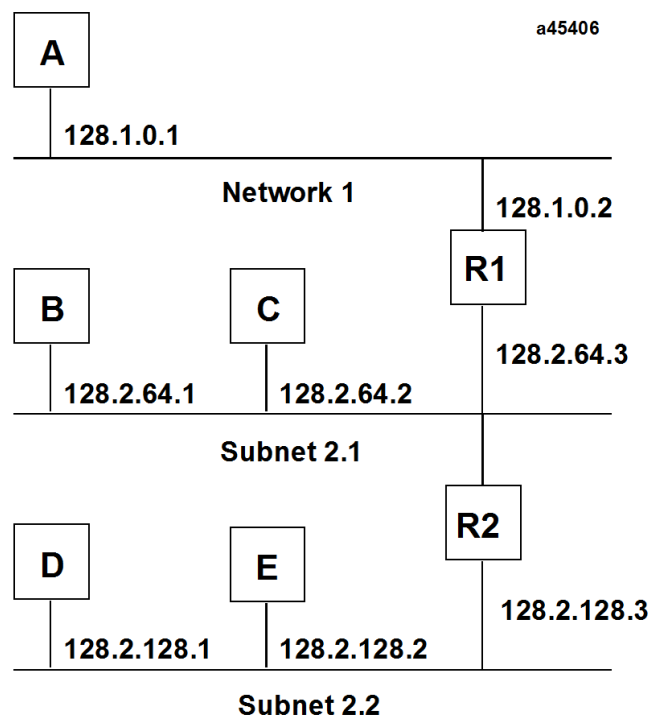 a45406
A
128.1.0.1
Network 1
128.1.0.2
R1
B
C
128.2.64.3
128.2.64.1
128.2.64.2
Subnet 2.1
R2
D
E
128.2.128.3
128.2.128.1
128.2.128.2
Subnet 2.2